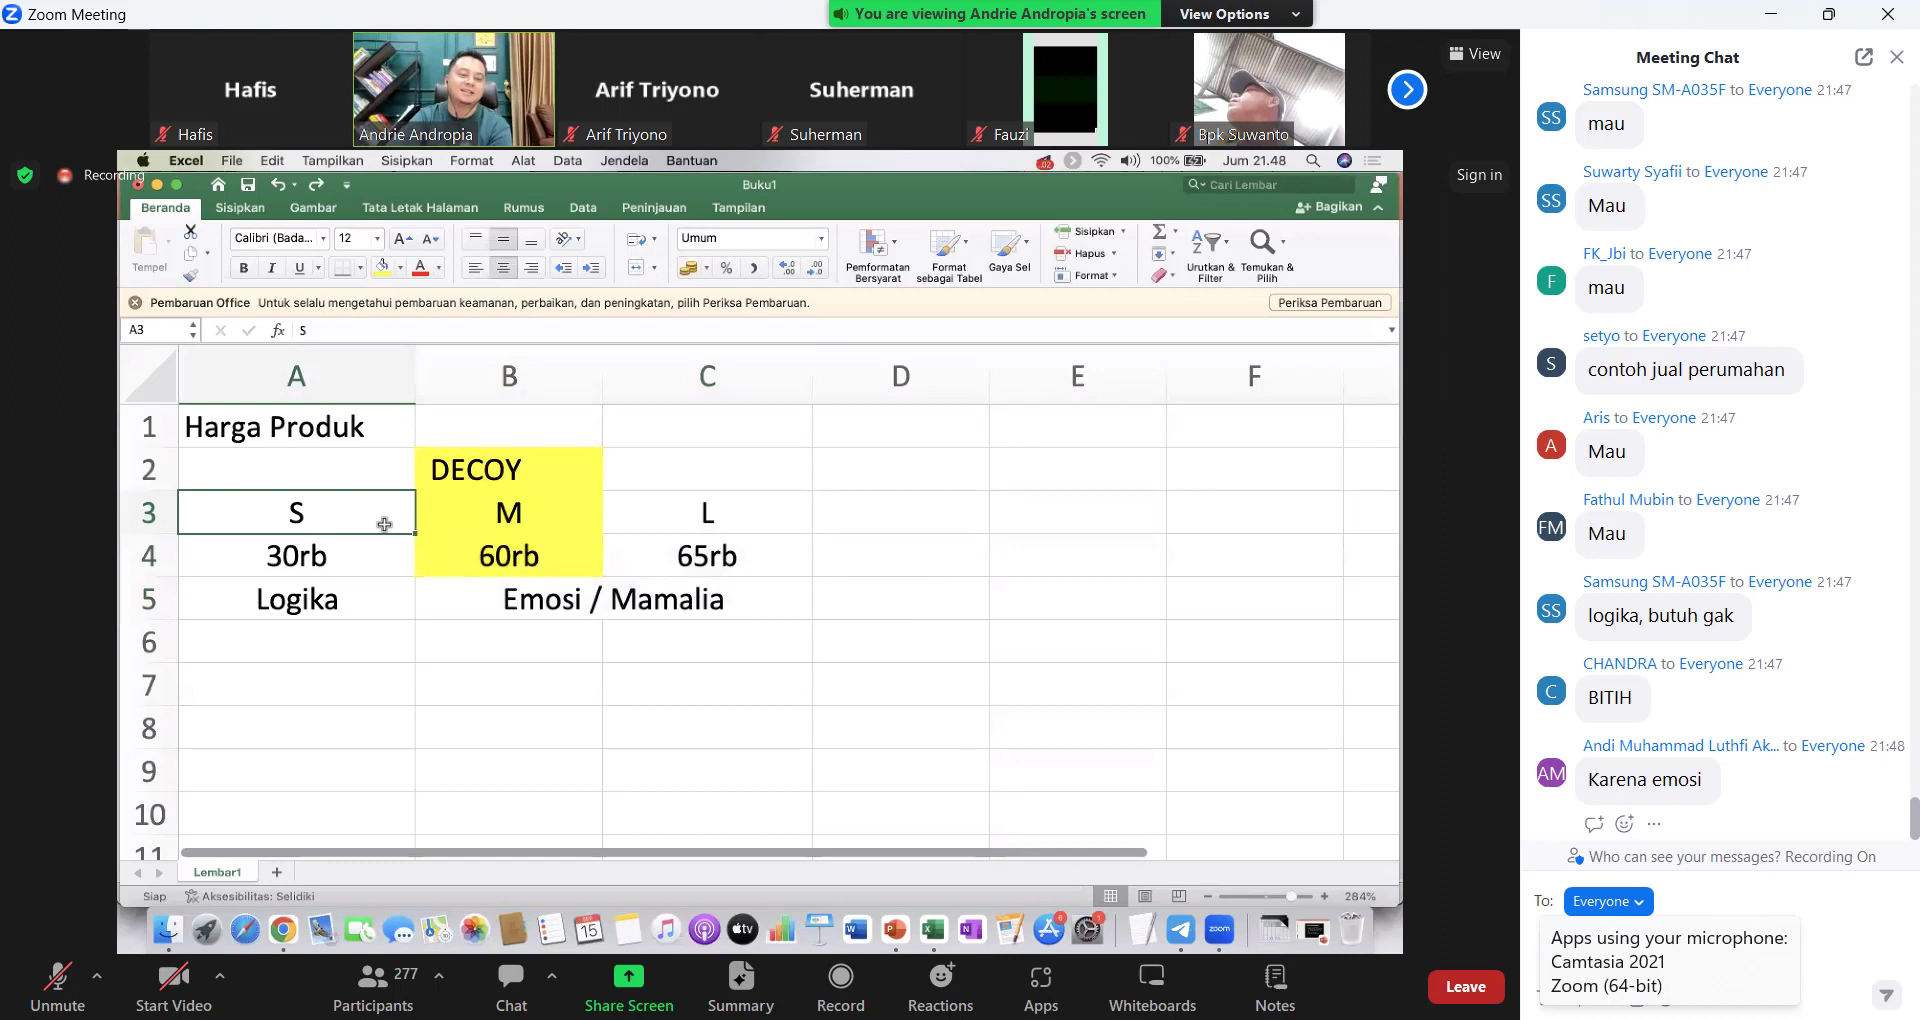 Zoom Meeting
You are viewing Andrie Andropia's screen
View Options
Hafis
Hafis
Andrie Andropia
Arif Triyono
Arif Triyono
Suherman
Suherman
Fauzi
Bpk Suwanto
View
Recording
Sign in
Excel File Edit Tampilkan Sisipkan Format Alat Data Jendela Bantuan
100% Jum 21.48
Buku1
Cari Lembar
Beranda Sisipkan Gambar Tata Letak Halaman Rumus Data Peninjauan Tampilan
Bagikan
Tempel
Calibri (Bada... 12
B I U
Umum
Pemformatan Bersyarat
Format sebagai Tabel
Gaya Sel
Sisipkan
Hapus
Format
Urutkan & Filter
Temukan & Pilih
Pembaruan Office Untuk selalu mengetahui pembaruan keamanan, perbaikan, dan peningkatan, pilih Periksa Pembaruan.
Periksa Pembaruan
A3 fx S
A B C D E F
1 Harga Produk
2 DECOY
3 S M L
4 30rb 60rb 65rb
5 Logika Emosi / Mamalia
6
7
8
9
10
11
Lembar1
Siap Aksesibilitas: Selidiki
284%
Unmute
Start Video
277
Participants
Chat
Share Screen
Summary
Record
Reactions
Apps
Whiteboards
Notes
Leave
Meeting Chat
Samsung SM-A035F to Everyone 21:47
SS
mau
Suwarty Syafii to Everyone 21:47
SS
Mau
FK_Jbi to Everyone 21:47
F
mau
setyo to Everyone 21:47
S
contoh jual perumahan
Aris to Everyone 21:47
A
Mau
Fathul Mubin to Everyone 21:47
FM
Mau
Samsung SM-A035F to Everyone 21:47
SS
logika, butuh gak
CHANDRA to Everyone 21:47
C
BITIH
Andi Muhammad Luthfi Ak... to Everyone 21:48
AM
Karena emosi
Who can see your messages? Recording On
To: Everyone
Apps using your microphone:
Camtasia 2021
Zoom (64-bit)